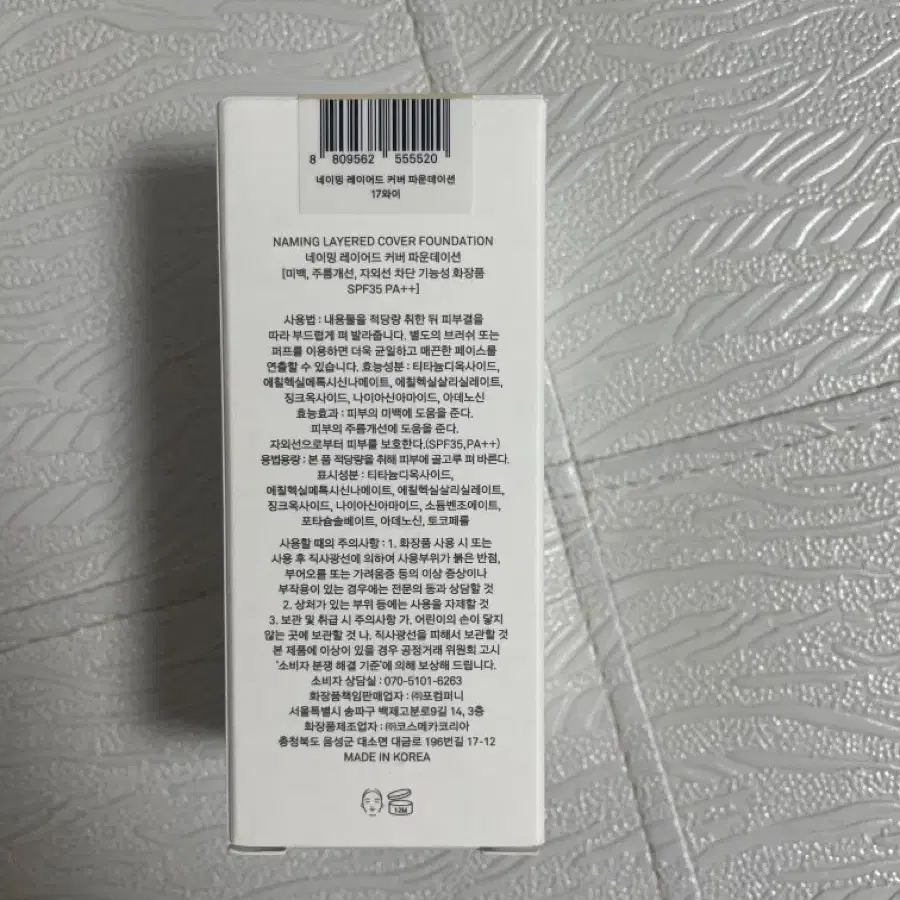 8 809562 555520
네이밍 레이어드 커버 파운데이션
17와이
NAMING LAYERED COVER FOUNDATION
네이밍 레이어드 커버 파운데이션
[미백, 주름개선, 자외선 차단 기능성 화장품
SPF35 PA++]
사용법 : 내용물을 적당량 취한 뒤 피부결을
따라 부드럽게 펴 발라줍니다. 별도의 브러쉬 또는
퍼프를 이용하면 더욱 균일하고 매끈한 페이스를
연출할 수 있습니다. 효능성분 : 티타늄디옥사이드,
에칠헥실메톡시신나메이트, 에칠헥실살리실레이트,
징크옥사이드, 나이아신아마이드, 아데노신
효능효과 : 피부의 미백에 도움을 준다.
피부의 주름개선에 도움을 준다.
자외선으로부터 피부를 보호한다.(SPF35,PA++)
용법용량 : 본 품 적당량을 취해 피부에 골고루 펴 바른다.
표시성분 : 티타늄디옥사이드,
에칠헥실메톡시신나메이트, 에칠헥실살리실레이트,
징크옥사이드, 나이아신아마이드, 소듐벤조에이트,
포타슘솔베이트, 아데노신, 토코페롤
사용할 때의 주의사항 : 1. 화장품 사용 시 또는
사용 후 직사광선에 의하여 사용부위가 붉은 반점,
부어오름 또는 가려움증 등의 이상 증상이나
부작용이 있는 경우에는 전문의 등과 상담할 것
2. 상처가 있는 부위 등에는 사용을 자제할 것
3. 보관 및 취급 시 주의사항 가. 어린이의 손이 닿지
않는 곳에 보관할 것 나. 직사광선을 피해서 보관할 것
본 제품에 이상이 있을 경우 공정거래 위원회 고시
'소비자 분쟁 해결 기준'에 의해 보상해 드립니다.
소비자 상담실 : 070-5101-6263
화장품책임판매업자 : ㈜포컴퍼니
서울특별시 송파구 백제고분로9길 14, 3층
화장품제조업자 : ㈜코스메카코리아
충청북도 음성군 대소면 대금로 196번길 17-12
MADE IN KOREA
12M